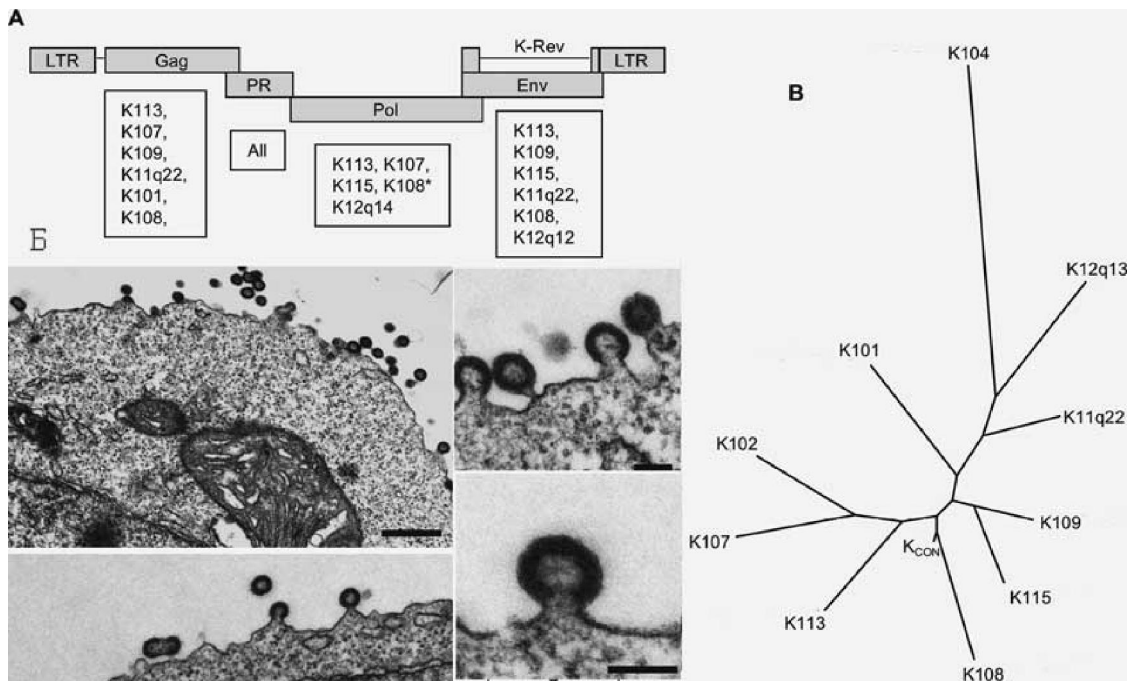 A
LTR
Gag
K-Rev
LTR
PR
Env
Pol
K113,
K107,
K109,
K11q22,
K101,
K108,
All
K113, K107,
K115, K108*
K12q14
K113,
K109,
K115,
K11q22,
K108,
K12q12
Б
B
K104
K12q13
K101
K11q22
K102
K109
K107
KCON
K115
K113
K108